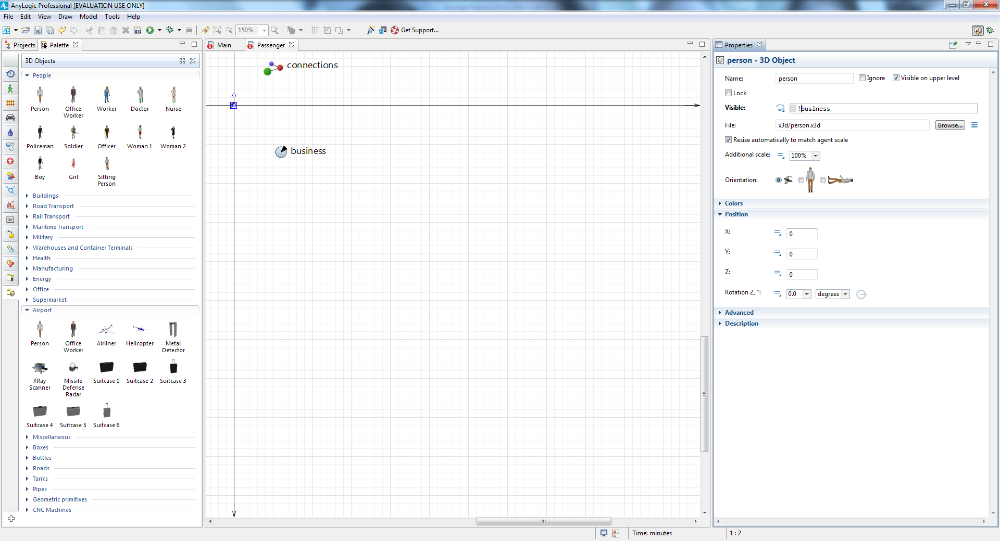 AnyLogic Professional [EVALUATION USE ONLY]
File Edit View Draw Model Tools Help
150% Get Support...
Projects Palette
3D Objects
People
Person Office Worker Worker Doctor Nurse
Policeman Soldier Officer Woman 1 Woman 2
Boy Girl Sitting Person
Buildings
Road Transport
Rail Transport
Maritime Transport
Military
Warehouses and Container Terminals
Health
Manufacturing
Energy
Office
Supermarket
Airport
Person Office Worker Airliner Helicopter Metal Detector
XRay Scanner Missile Defense Radar Suitcase 1 Suitcase 2 Suitcase 3
Suitcase 4 Suitcase 5 Suitcase 6
Miscellaneous
Boxes
Bottles
Roads
Tanks
Pipes
Geometric primitives
CNC Machines
OK
Main Passenger
connections
business
Properties
person - 3D Object
Name: person Ignore Visible on upper level
Lock
Visible: !business
File: x3d/person.x3d Browse...
Resize automatically to match agent scale
Additional scale: 100%
Orientation:
Colors
Position
X: 0
Y: 0
Z: 0
Rotation Z, °: 0.0 degrees
Advanced
Description
Time: minutes 1 : 2